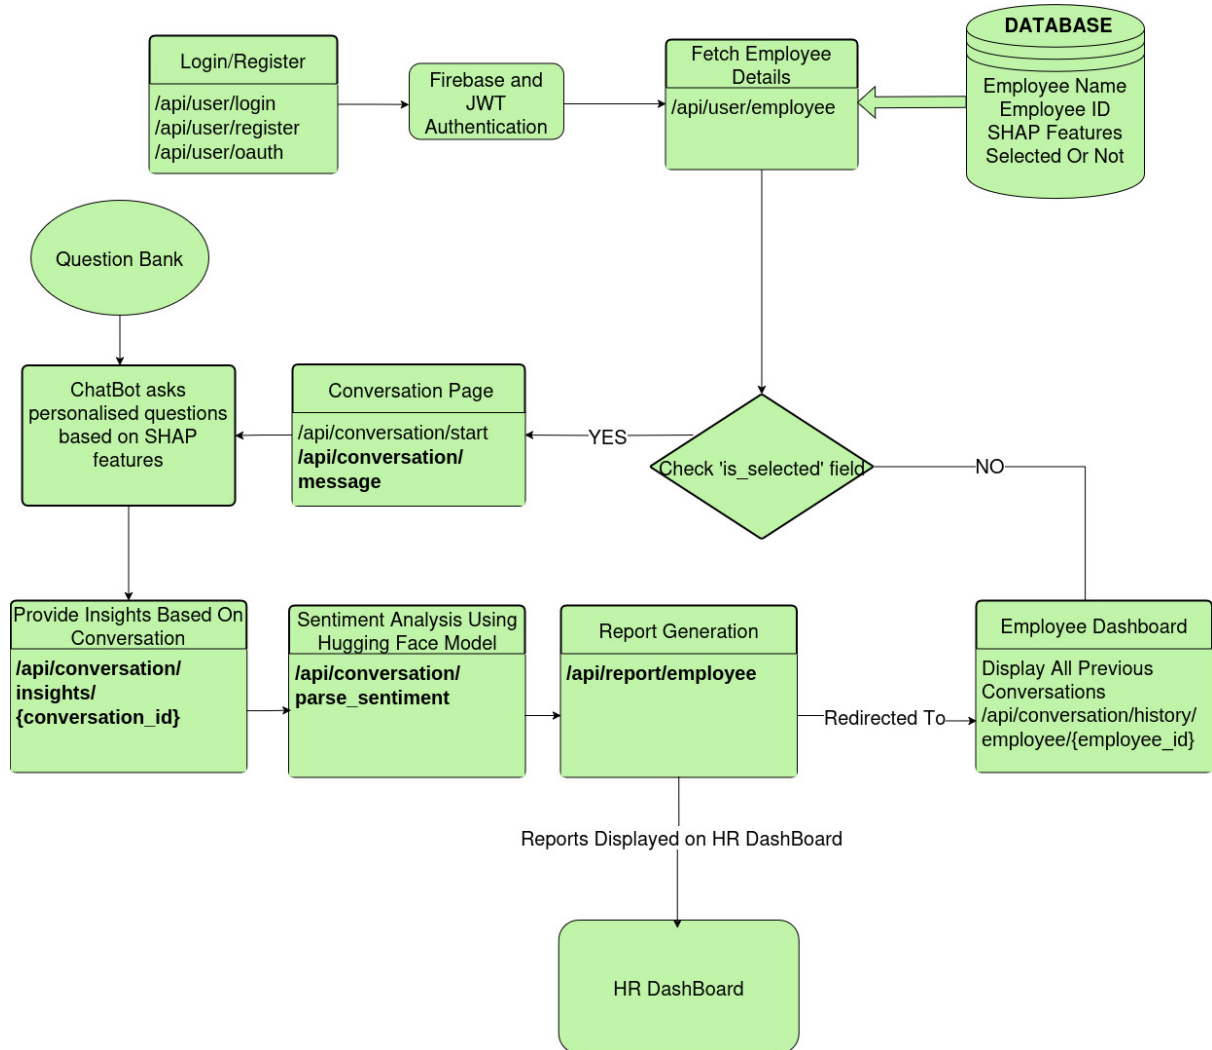 Login/Register
/api/user/login
/api/user/register
/api/user/oauth
Firebase and
JWT
Authentication
Fetch Employee
Details
/api/user/employee
DATABASE
Employee Name
Employee ID
SHAP Features
Selected Or Not
Question Bank
ChatBot asks
personalised questions
based on SHAP
features
Conversation Page
/api/conversation/start
/api/conversation/
message
YES
Check 'is_selected' field
NO
Provide Insights Based On
Conversation
/api/conversation/
insights/
{conversation_id}
Sentiment Analysis Using
Hugging Face Model
/api/conversation/
parse_sentiment
Report Generation
/api/report/employee
Redirected To
Employee Dashboard
Display All Previous
Conversations
/api/conversation/history/
employee/{employee_id}
Reports Displayed on HR DashBoard
HR DashBoard